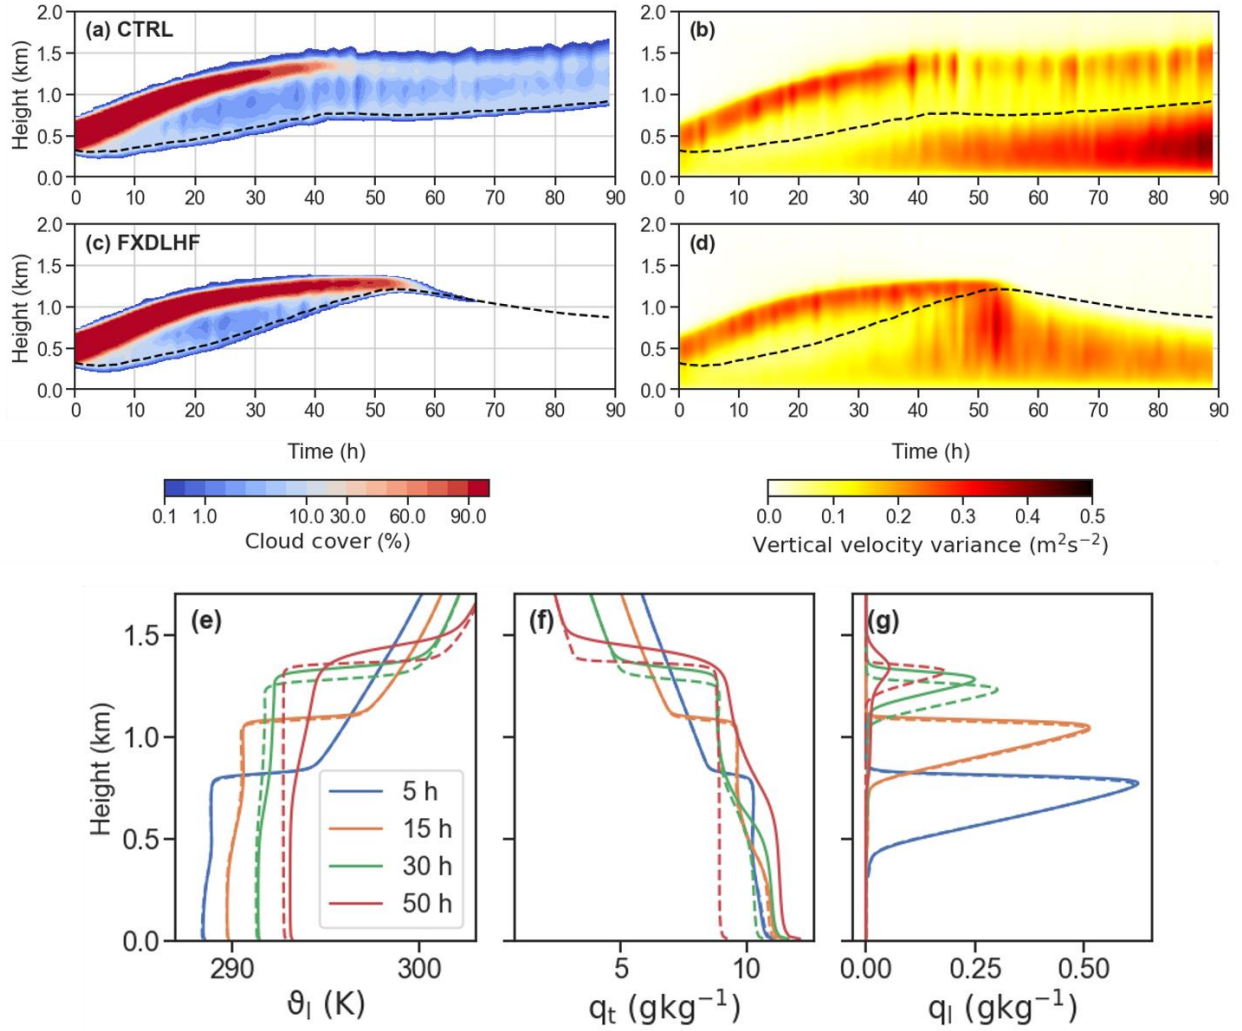 (a) CTRL
(b)
2.0
1.5
1.0
0.5
0.0
Height (km)
0 10 20 30 40 50 60 70 80 90
0 10 20 30 40 50 60 70 80 90
2.0
1.5
1.0
0.5
0.0
(c) FXDLHF
(d)
2.0
1.5
1.0
0.5
0.0
Height (km)
0 10 20 30 40 50 60 70 80 90
0 10 20 30 40 50 60 70 80 90
2.0
1.5
1.0
0.5
0.0
Time (h)
Time (h)
0.1 1.0 10.0 30.0 60.0 90.0
Cloud cover (%)
0.0 0.1 0.2 0.3 0.4 0.5
Vertical velocity variance (m²s⁻²)
(e)
(f)
(g)
1.5
1.0
0.5
0.0
Height (km)
5 h
15 h
30 h
50 h
290 300
ϑₗ (K)
5 10
qₜ (gkg⁻¹)
0.00 0.25 0.50
qₗ (gkg⁻¹)